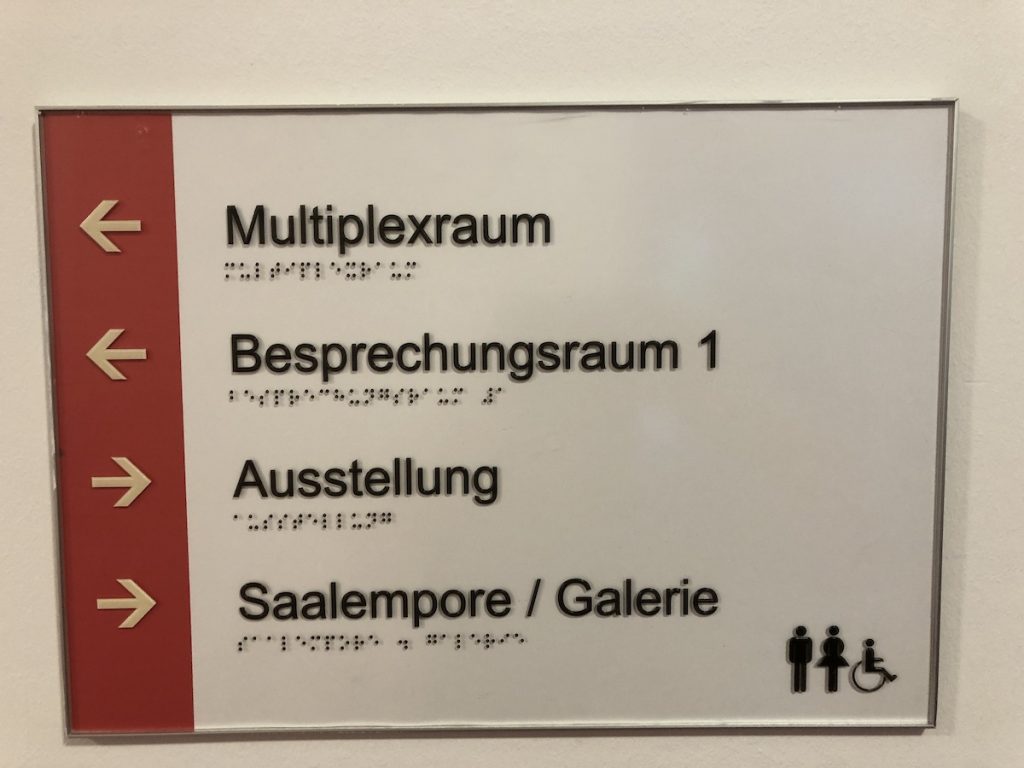 Multiplexraum
Besprechungsraum 1
Ausstellung
Saalempore / Galerie